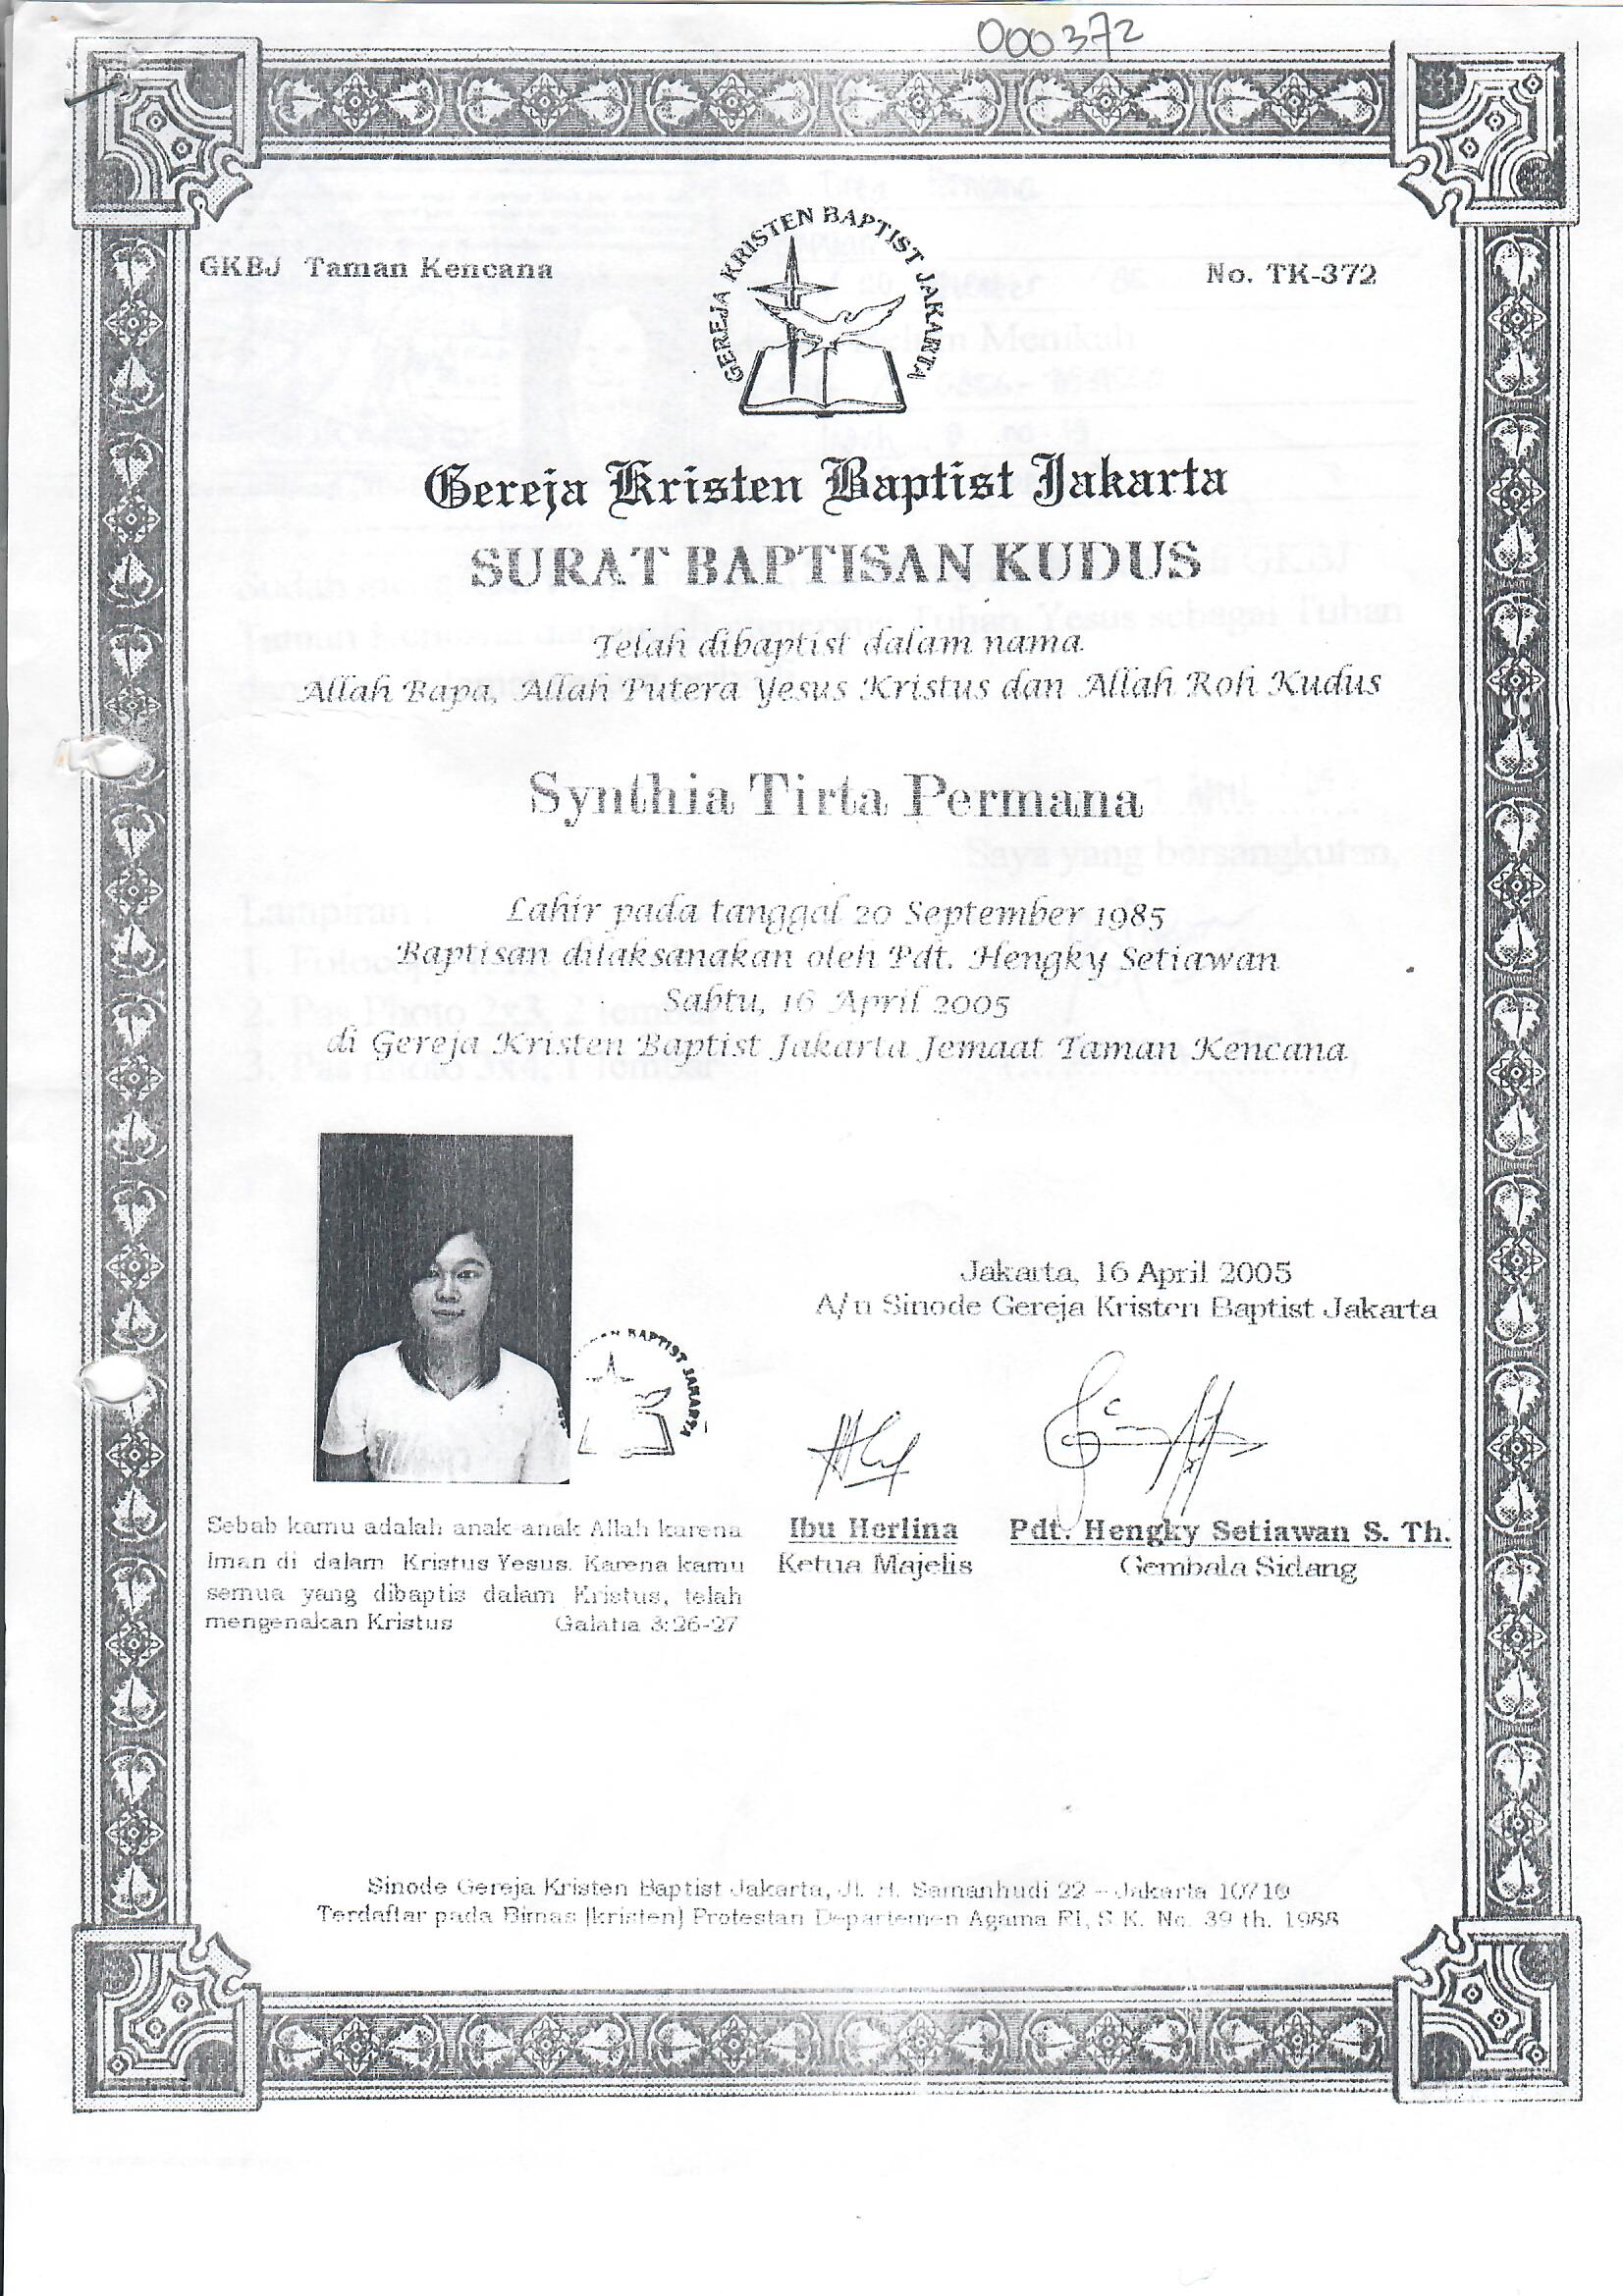 000372
GKBJ Taman Kencana
No. TK-372
GEREJA KRISTEN BAPTIST JAKARTA
Gereja Kristen Baptist Jakarta
SURAT BAPTISAN KUDUS
Telah dibaptist dalam nama
Allah Bapa, Allah Putera Yesus Kristus dan Allah Roh Kudus
Synthia Tirta Permana
Lahir pada tanggal 20 September 1985
Baptisan dilaksanakan oleh Pdt. Hengky Setiawan
Sabtu, 16 April 2005
di Gereja Kristen Baptist Jakarta Jemaat Taman Kencana
Jakarta, 16 April 2005
A/n Sinode Gereja Kristen Baptist Jakarta
BAPTIST JAKARTA
Ibu Herlina
Ketua Majelis
Pdt. Hengky Setiawan S. Th.
Gembala Sidang
Sebab kamu adalah anak-anak Allah karena
iman di dalam Kristus Yesus. Karena kamu
semua yang dibaptis dalam Kristus, telah
mengenakan Kristus Galatia 3:26-27
Sinode Gereja Kristen Baptist Jakarta, Jl. H. Samanhudi 22 - Jakarta 10710
Terdaftar pada Bimas (kristen) Protestan Departemen Agama RI, S.K. No. 39 th. 1988